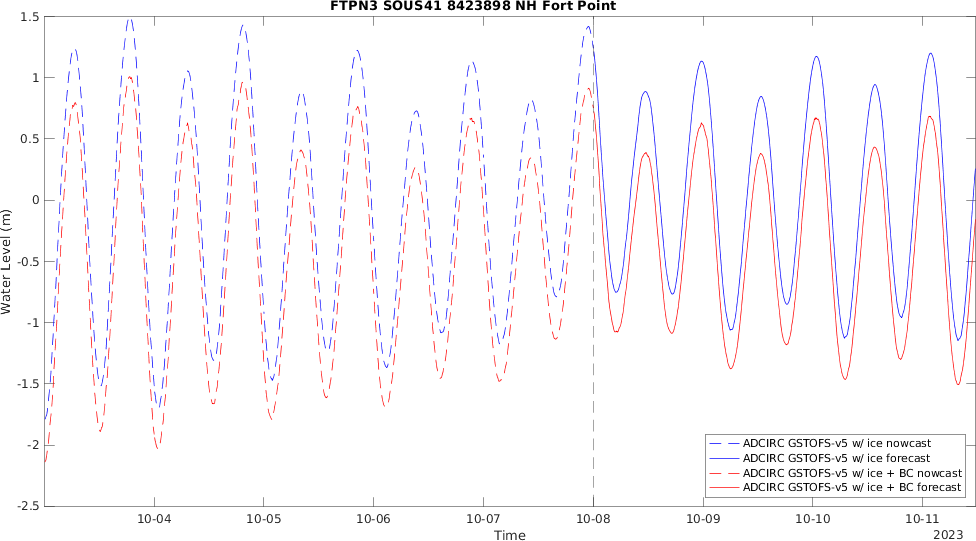 FTPN3 SOUS41 8423898 NH Fort Point
1.5
1
0.5
0
-0.5
-1
-1.5
-2
-2.5
Water Level (m)
ADCIRC GSTOFS-v5 w/ ice nowcast
ADCIRC GSTOFS-v5 w/ ice forecast
ADCIRC GSTOFS-v5 w/ ice + BC nowcast
ADCIRC GSTOFS-v5 w/ ice + BC forecast
10-04 10-05 10-06 10-07 10-08 10-09 10-10 10-11
Time
2023